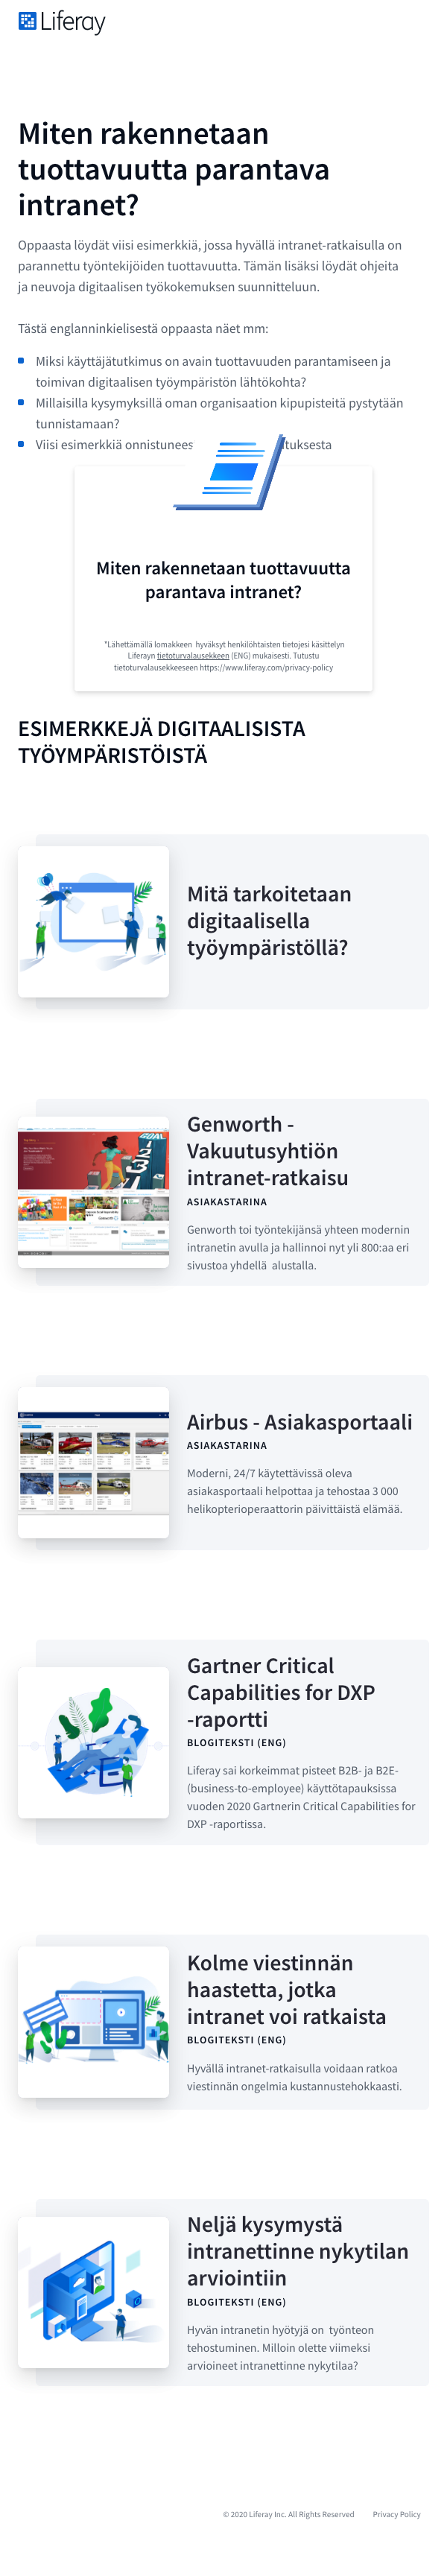 Liferay
Miten rakennetaan
tuottavuutta parantava
intranet?
Oppaasta löydät viisi esimerkkiä, jossa hyvällä intranet-ratkaisulla on
parannettu työntekijöiden tuottavuutta. Tämän lisäksi löydät ohjeita
ja neuvoja digitaalisen työkokemuksen suunnitteluun.
Tästä englanninkielisestä oppaasta näet mm:
Miksi käyttäjätutkimus on avain tuottavuuden parantamiseen ja
toimivan digitaalisen työympäristön lähtökohta?
Millaisilla kysymyksillä oman organisaation kipupisteitä pystytään
tunnistamaan?
Viisi esimerkkiä
Miten rakennetaan tuottavuutta
parantava intranet?
*Lähettämällä lomakkeen hyväksyt henkilöhtaisten tietojesi käsittelyn
Liferayn tietoturvalausekkeen (ENG) mukaisesti. Tutustu
tietoturvalausekkeeseen https://www.liferay.com/privacy-policy
ESIMERKKEJÄ DIGITAALISISTA
TYÖYMPÄRISTÖISTÄ
Mitä tarkoitetaan
digitaalisella
työympäristöllä?
Genworth -
Vakuutusyhtiön
intranet-ratkaisu
ASIAKASTARINA
Genworth toi työntekijänsä yhteen modernin
intranetin avulla ja hallinnoi nyt yli 800:aa eri
sivustoa yhdellä alustalla.
Airbus - Asiakasportaali
ASIAKASTARINA
Moderni, 24/7 käytettävissä oleva
asiakasportaali helpottaa ja tehostaa 3 000
helikopterioperaattorin päivittäistä elämää.
Gartner Critical
Capabilities for DXP
-raportti
BLOGITEKSTI (ENG)
Liferay sai korkeimmat pisteet B2B- ja B2E-
(business-to-employee) käyttötapauksissa
vuoden 2020 Gartnerin Critical Capabilities for
DXP -raportissa.
Kolme viestinnän
haastetta, jotka
intranet voi ratkaista
BLOGITEKSTI (ENG)
Hyvällä intranet-ratkaisulla voidaan ratkoa
viestinnän ongelmia kustannustehokkaasti.
Neljä kysymystä
intranettinne nykytilan
arviointiin
BLOGITEKSTI (ENG)
Hyvän intranetin hyötyjä on työnteon
tehostuminen. Milloin olette viimeksi
arvioineet intranettinne nykytilaa?
© 2020 Liferay Inc. All Rights Reserved Privacy Policy